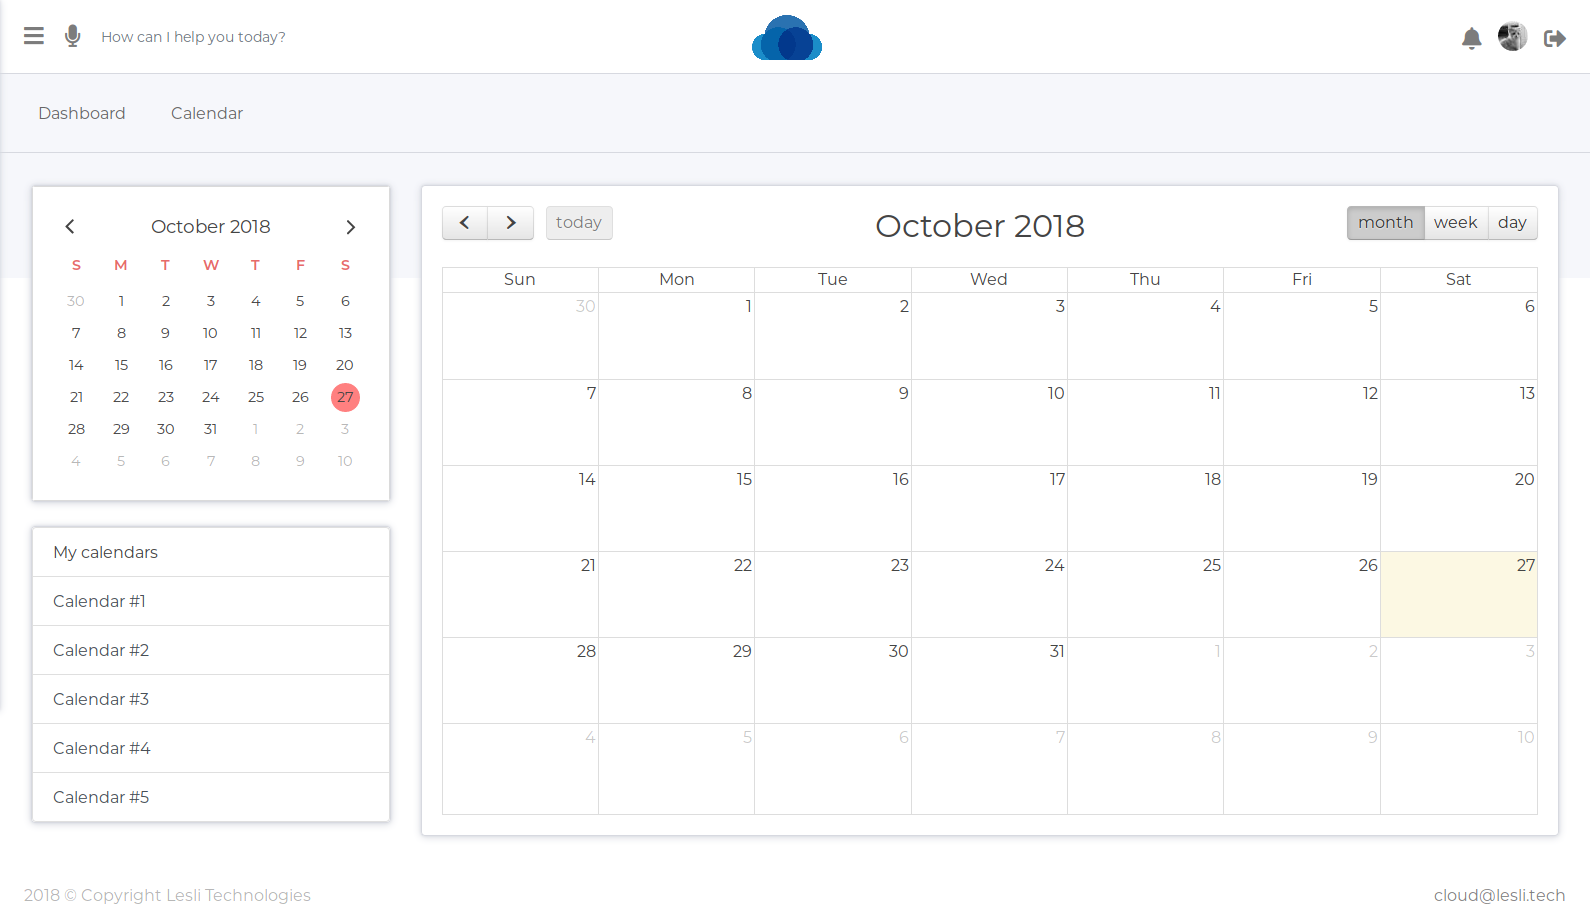 How can I help you today?
Dashboard Calendar
October 2018
S M T W T F S
30 1 2 3 4 5 6
7 8 9 10 11 12 13
14 15 16 17 18 19 20
21 22 23 24 25 26 27
28 29 30 31 1 2 3
4 5 6 7 8 9 10
My calendars
Calendar #1
Calendar #2
Calendar #3
Calendar #4
Calendar #5
today October 2018 month week day
Sun Mon Tue Wed Thu Fri Sat
30 1 2 3 4 5 6
7 8 9 10 11 12 13
14 15 16 17 18 19 20
21 22 23 24 25 26 27
28 29 30 31 1 2 3
4 5 6 7 8 9 10
2018 © Copyright Lesli Technologies cloud@lesli.tech